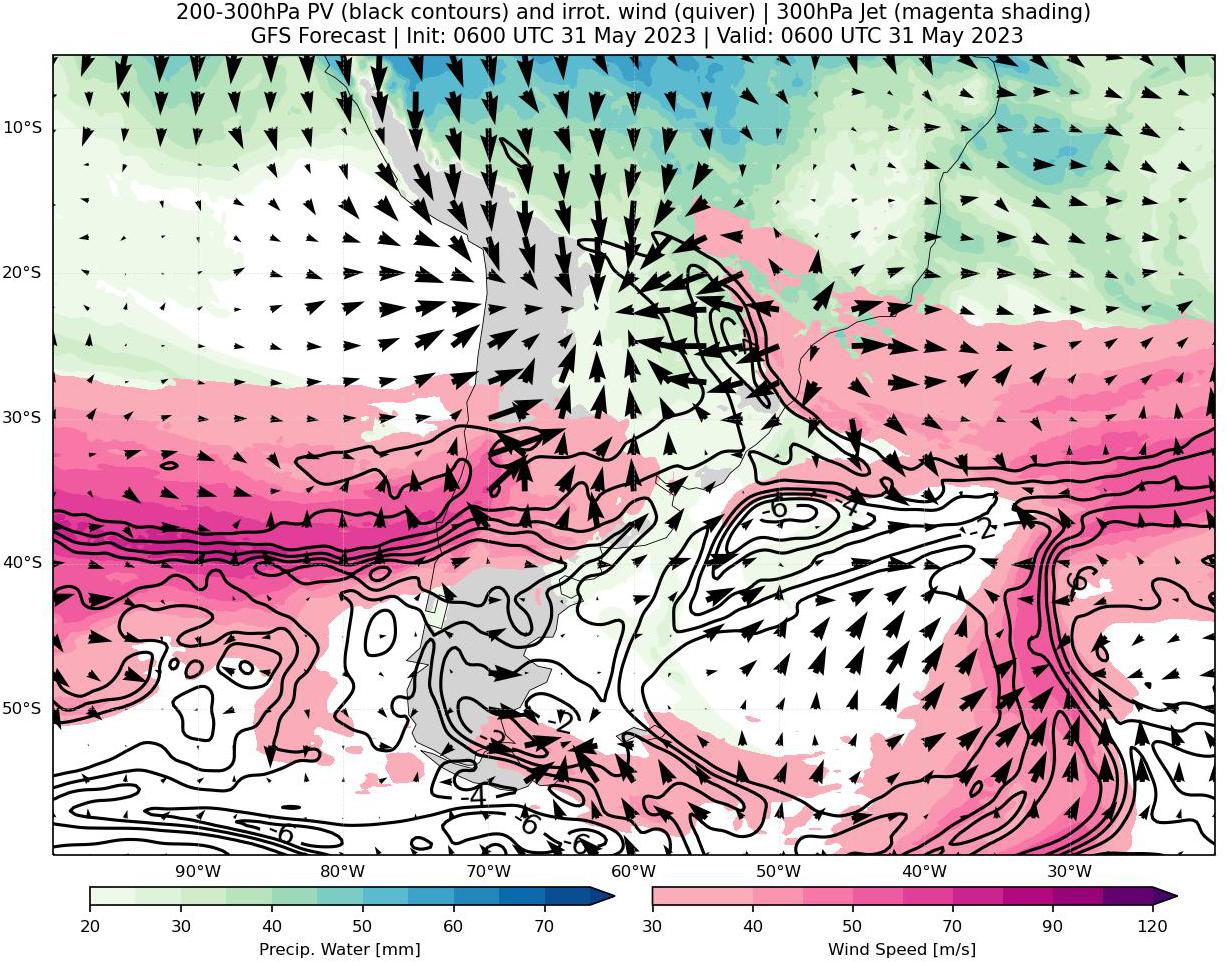 200-300hPa PV (black contours) and irrot. wind (quiver) | 300hPa Jet (magenta shading)
GFS Forecast | Init: 0600 UTC 31 May 2023 | Valid: 0600 UTC 31 May 2023
10°S
20°S
30°S
-6
-4
-2
40°S
50°S
-2
-4
-6
-6
-6
90°W 80°W 70°W 60°W 50°W 40°W 30°W
20 30 40 50 60 70
30 40 50 70 90 120
Precip. Water [mm]
Wind Speed [m/s]